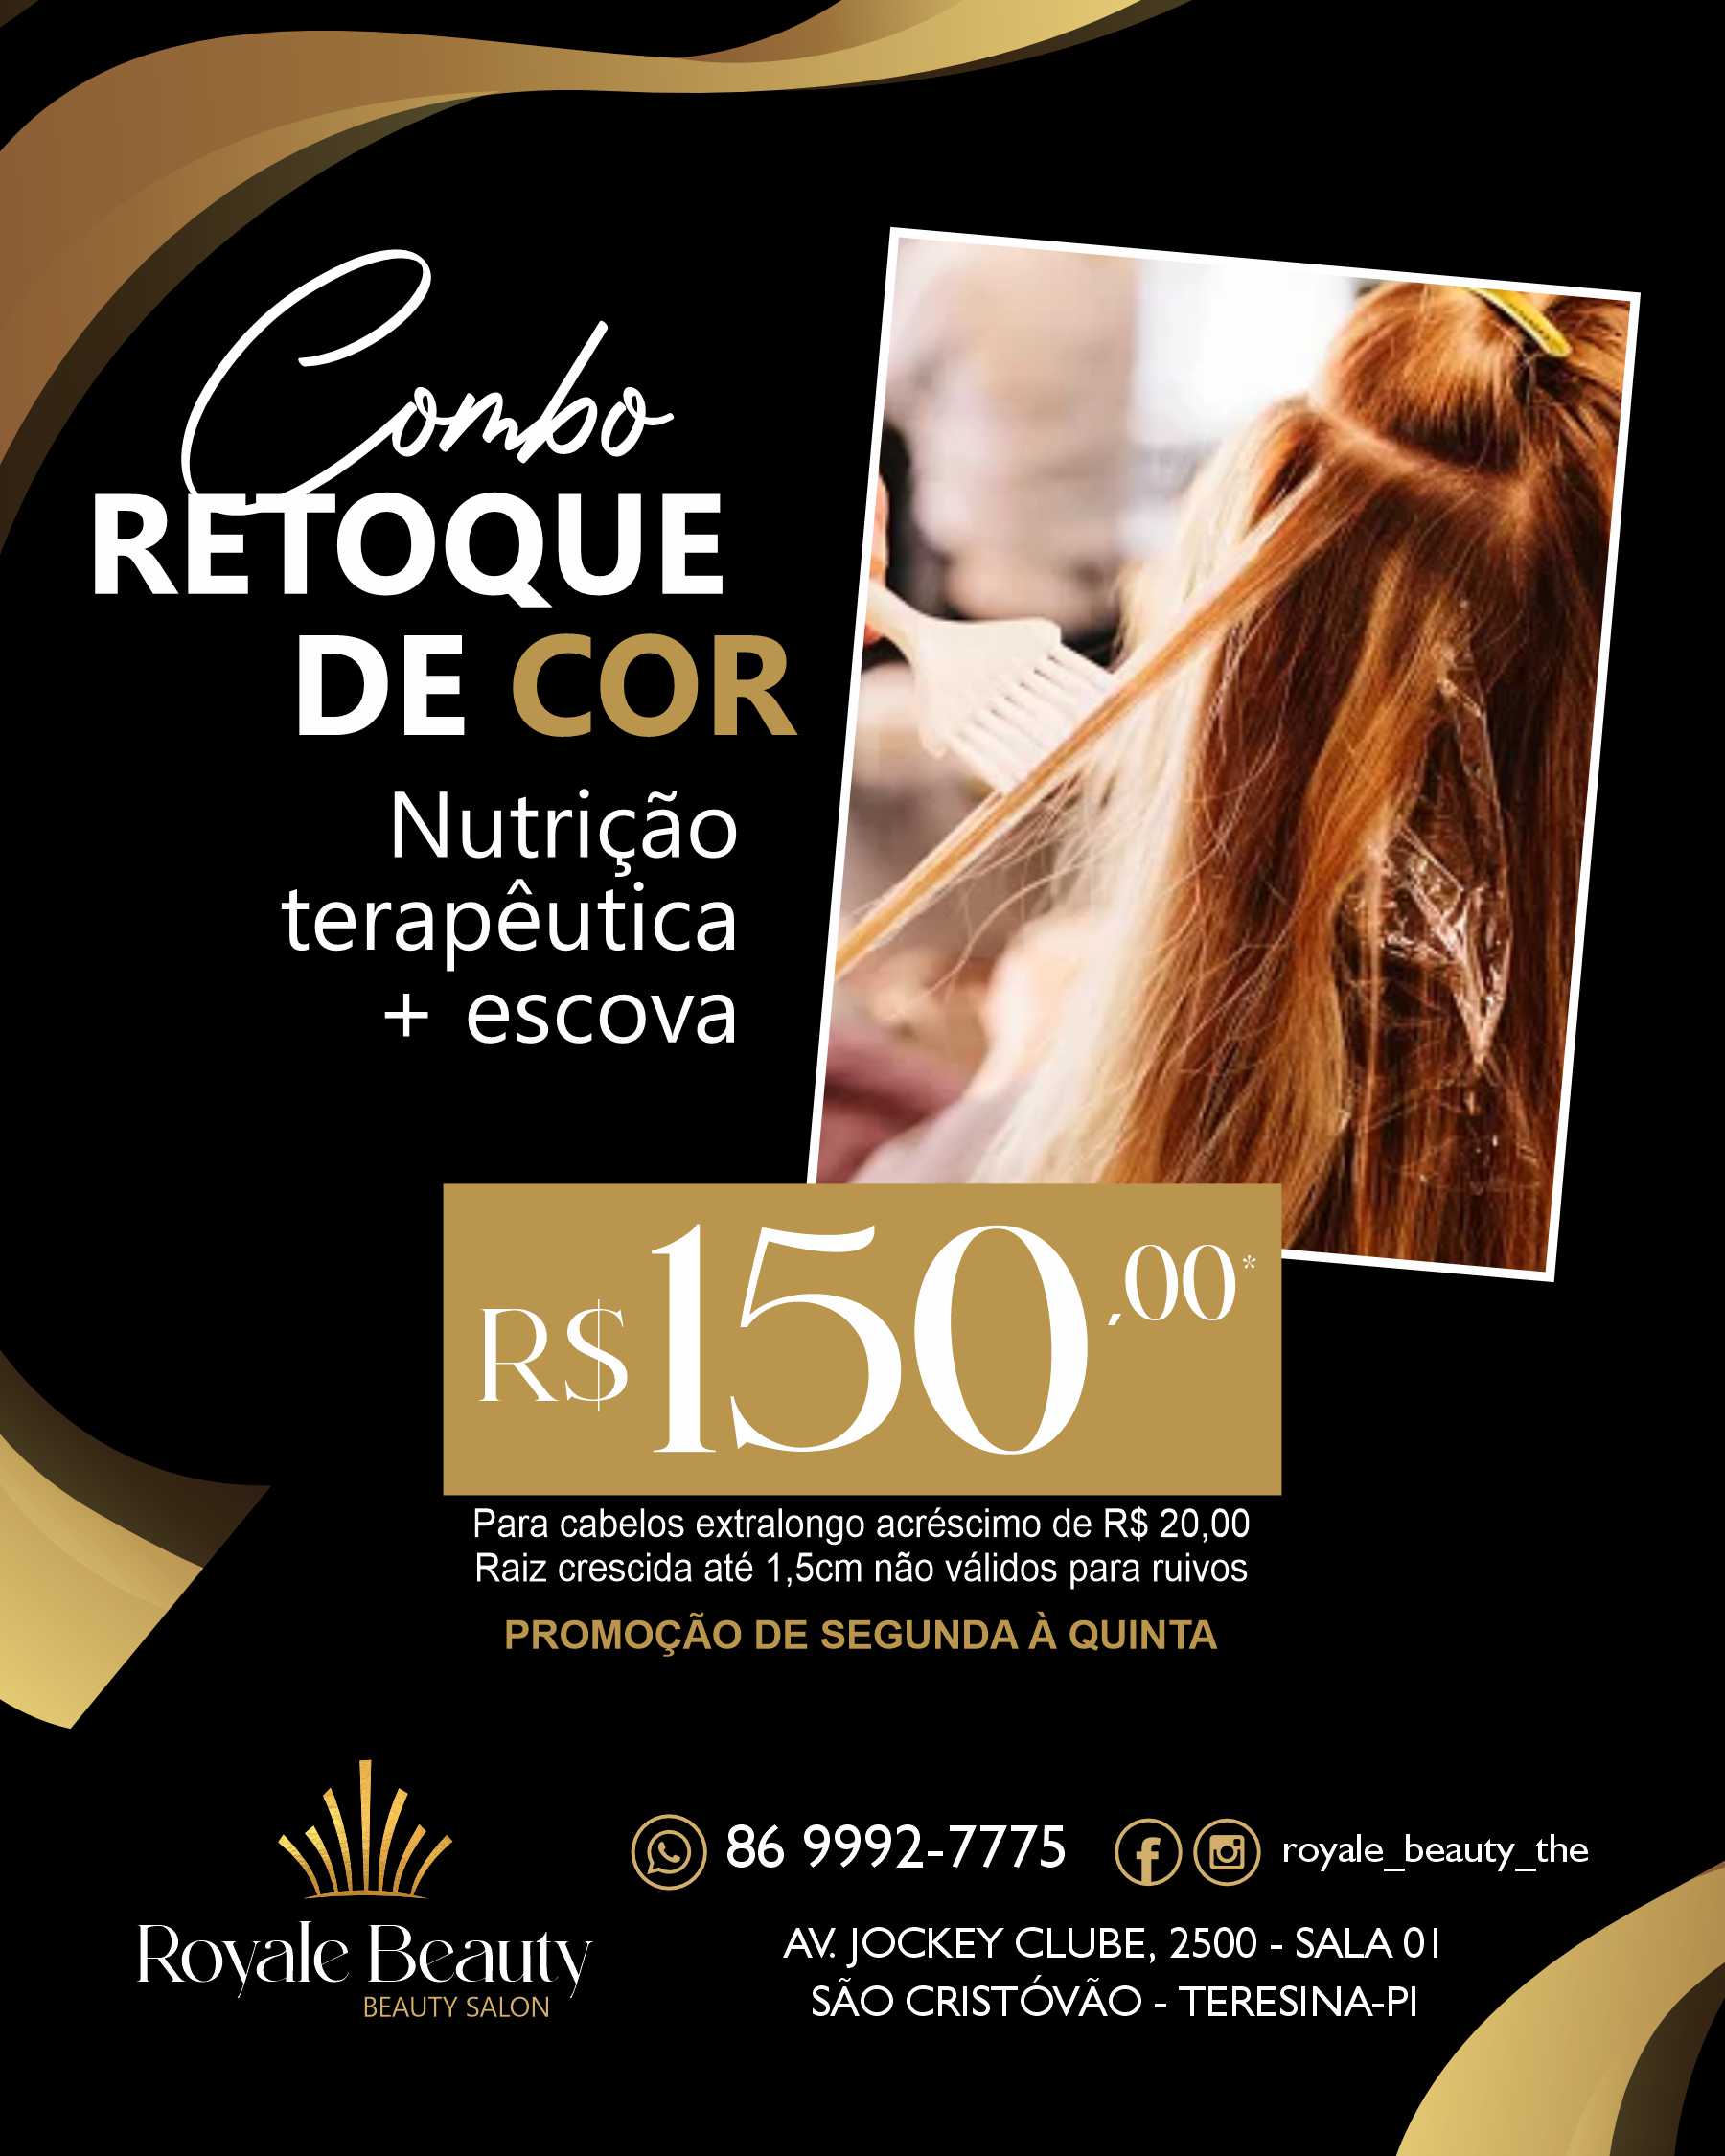 Combo
RETOQUE
DE COR
Nutrição
terapêutica
+ escova
R$150,00*
Para cabelos extralongo acréscimo de R$ 20,00
Raiz crescida até 1,5cm não válidos para ruivos
PROMOÇÃO DE SEGUNDA À QUINTA
86 9992-7775
royale_beauty_the
Royale Beauty
BEAUTY SALON
AV. JOCKEY CLUBE, 2500 - SALA 01
SÃO CRISTÓVÃO - TERESINA-PI